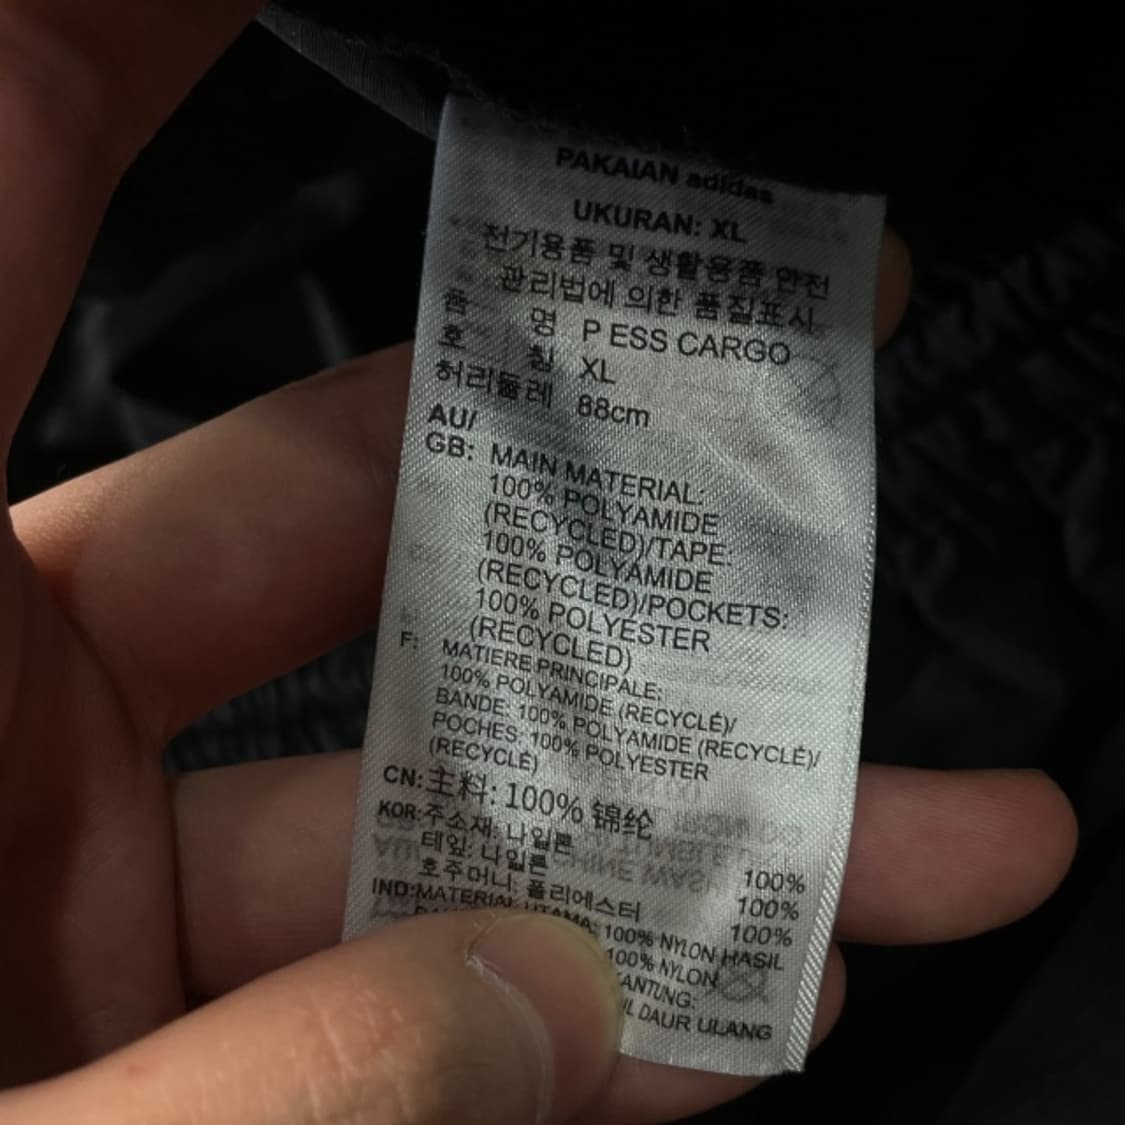 PAKAIAN adidas
UKURAN: XL
전기용품 및 생활용품 안전
관리법에 의한 품질표시
품 명 P ESS CARGO
호 칭 XL
허리둘레 88cm
AU/
GB: MAIN MATERIAL:
100% POLYAMIDE
(RECYCLED)/TAPE:
100% POLYAMIDE
(RECYCLED)/POCKETS:
100% POLYESTER
(RECYCLED)
F: MATIERE PRINCIPALE:
100% POLYAMIDE (RECYCLÉ)/
BANDE: 100% POLYAMIDE (RECYCLÉ)/
POCHES: 100% POLYESTER
(RECYCLÉ)
CN: 主料: 100% 锦纶
KOR: 주소재: 나일론 100%
테잎: 나일론 100%
호주머니: 폴리에스터 100%
IND: MATERIAL UTAMA: 100% NYLON HASIL
100% NYLON
KANTUNG:
DAUR ULANG